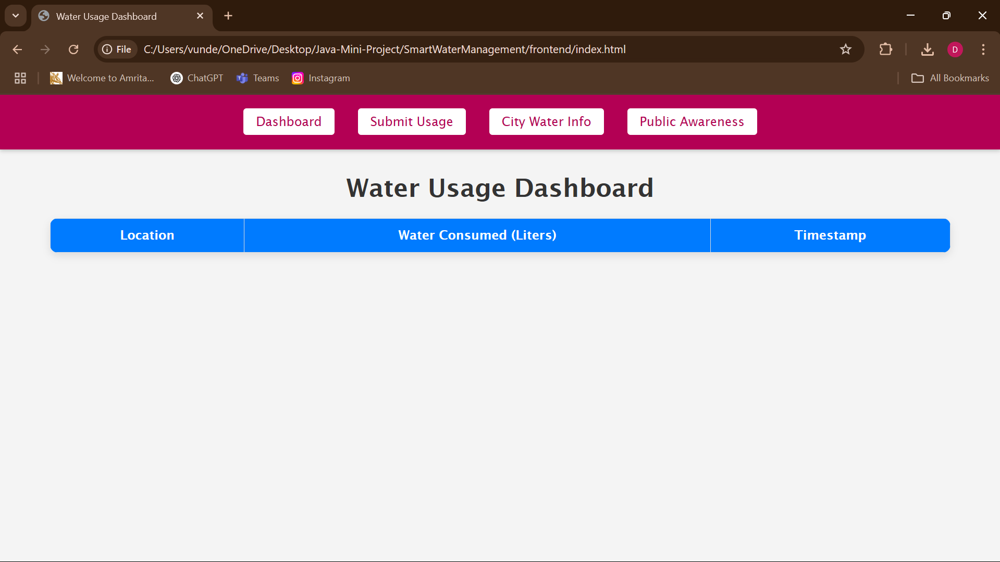 Water Usage Dashboard
File C:/Users/vunde/OneDrive/Desktop/Java-Mini-Project/SmartWaterManagement/frontend/index.html D
Welcome to Amrita... ChatGPT Teams Instagram All Bookmarks
Dashboard Submit Usage City Water Info Public Awareness
Water Usage Dashboard
Location Water Consumed (Liters) Timestamp